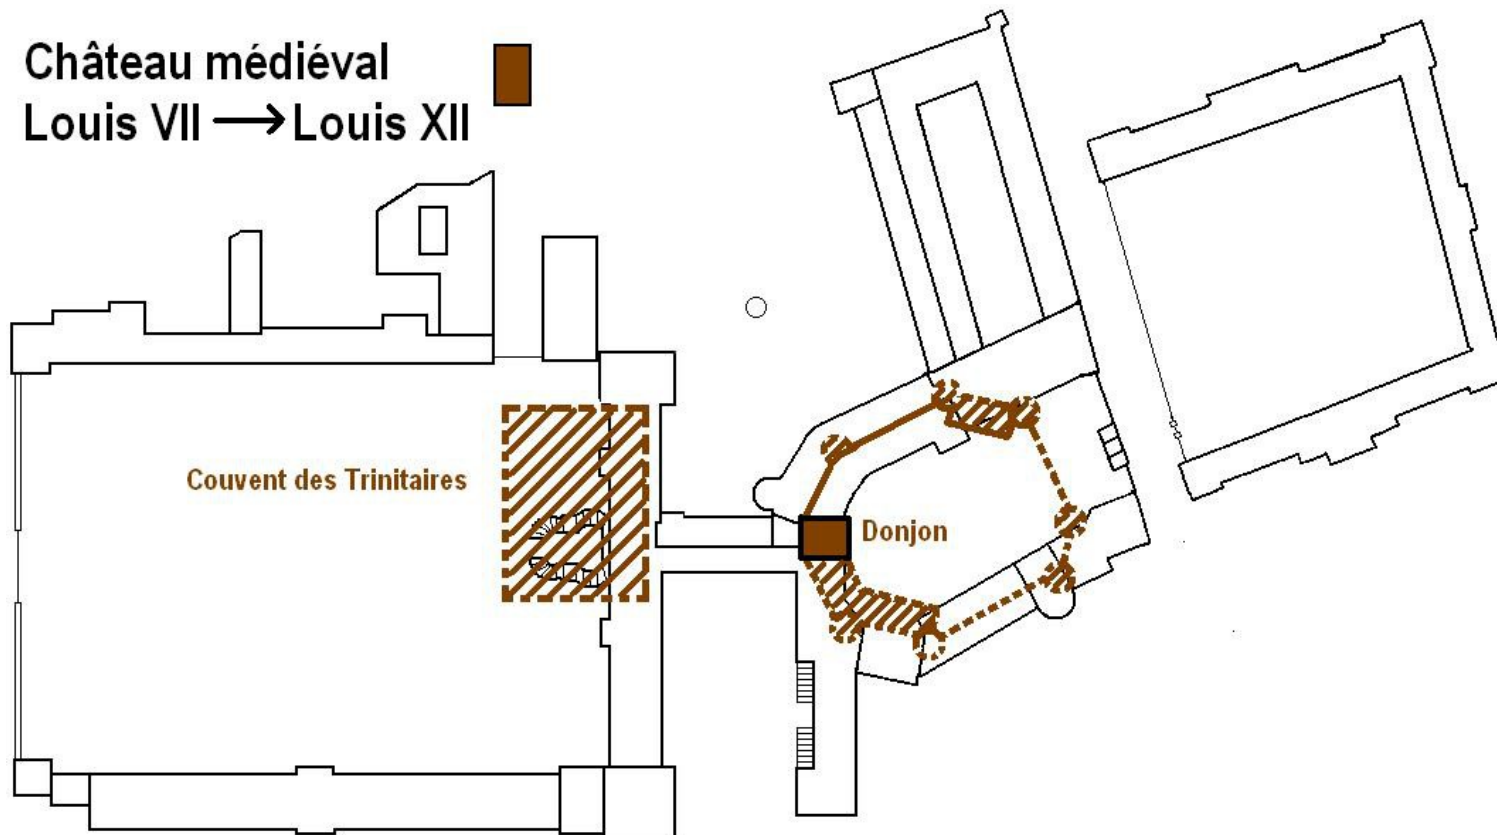 Château médiéval
Louis VII → Louis XII
Couvent des Trinitaires
Donjon